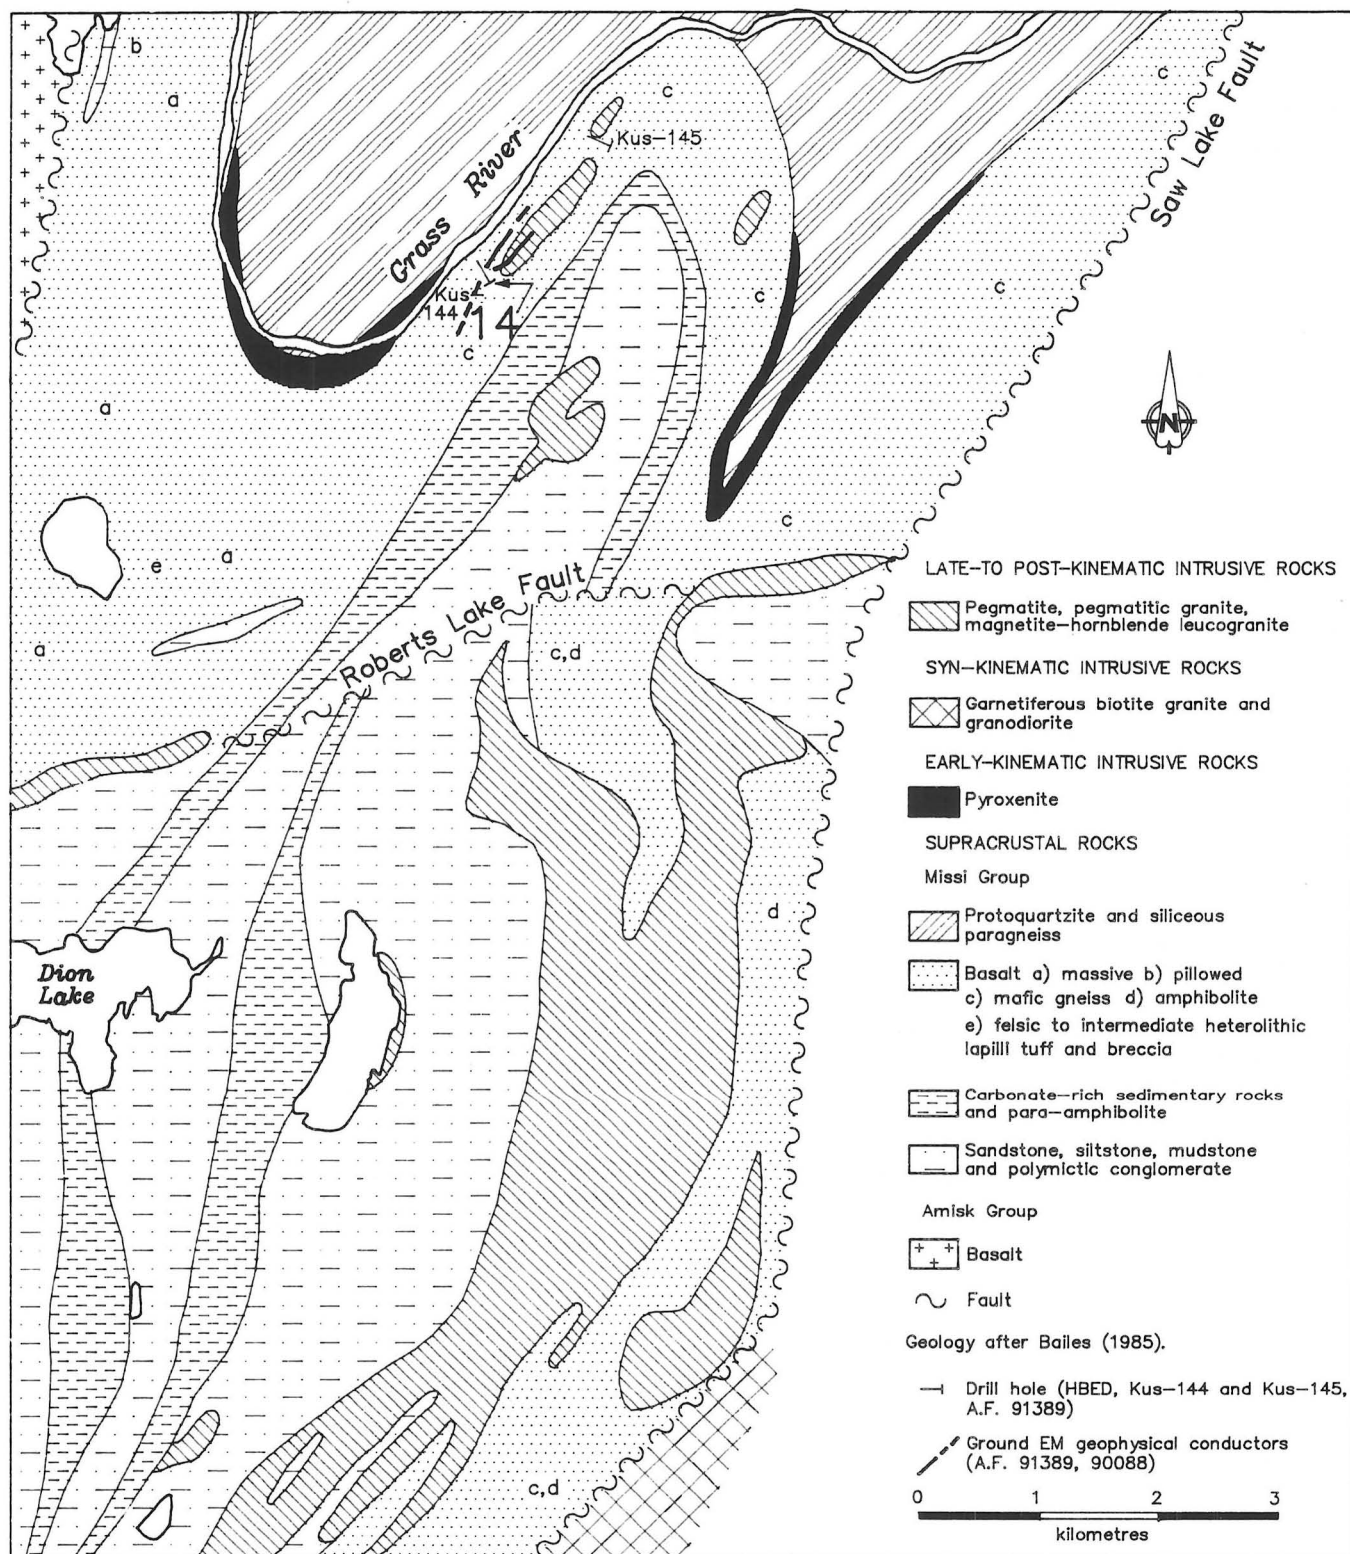 b
a
c
Kus-145
c
Saw Lake Fault
Grass River
Kus-
144
14
c
c
c
a
N
c
e
a
a
Roberts Lake Fault
c,d
d
Dion
Lake
c,d
LATE-TO POST-KINEMATIC INTRUSIVE ROCKS
Pegmatite, pegmatitic granite,
magnetite-hornblende leucogranite
SYN-KINEMATIC INTRUSIVE ROCKS
Garnetiferous biotite granite and
granodiorite
EARLY-KINEMATIC INTRUSIVE ROCKS
Pyroxenite
SUPRACRUSTAL ROCKS
Missi Group
Protoquartzite and siliceous
paragneiss
Basalt a) massive b) pillowed
c) mafic gneiss d) amphibolite
e) felsic to intermediate heterolithic
lapilli tuff and breccia
Carbonate-rich sedimentary rocks
and para-amphibolite
Sandstone, siltstone, mudstone
and polymictic conglomerate
Amisk Group
Basalt
Fault
Geology after Bailes (1985).
Drill hole (HBED, Kus-144 and Kus-145,
A.F. 91389)
Ground EM geophysical conductors
(A.F. 91389, 90088)
0 1 2 3
kilometres